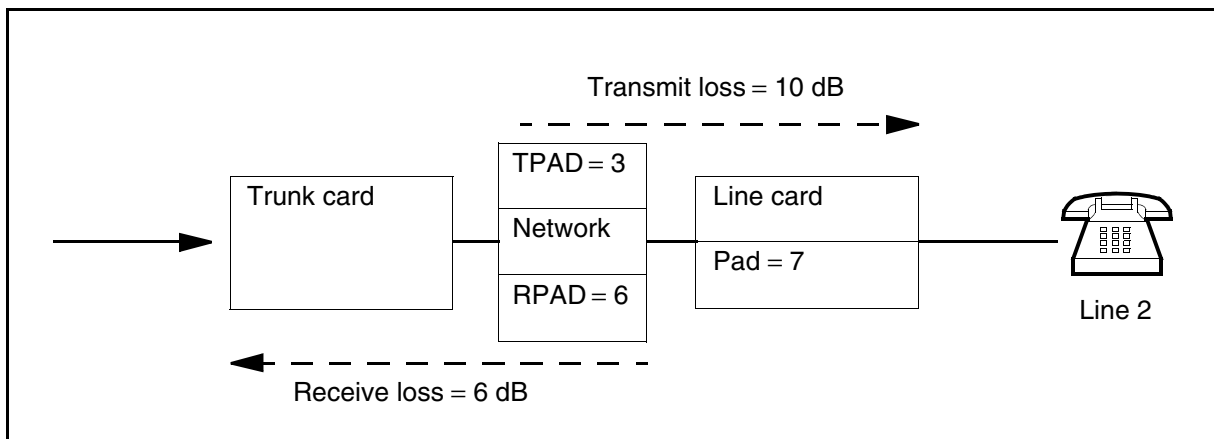 Transmit loss = 10 dB
TPAD = 3
Trunk card
Line card
Network
Pad = 7
RPAD = 6
Line 2
Receive loss = 6 dB